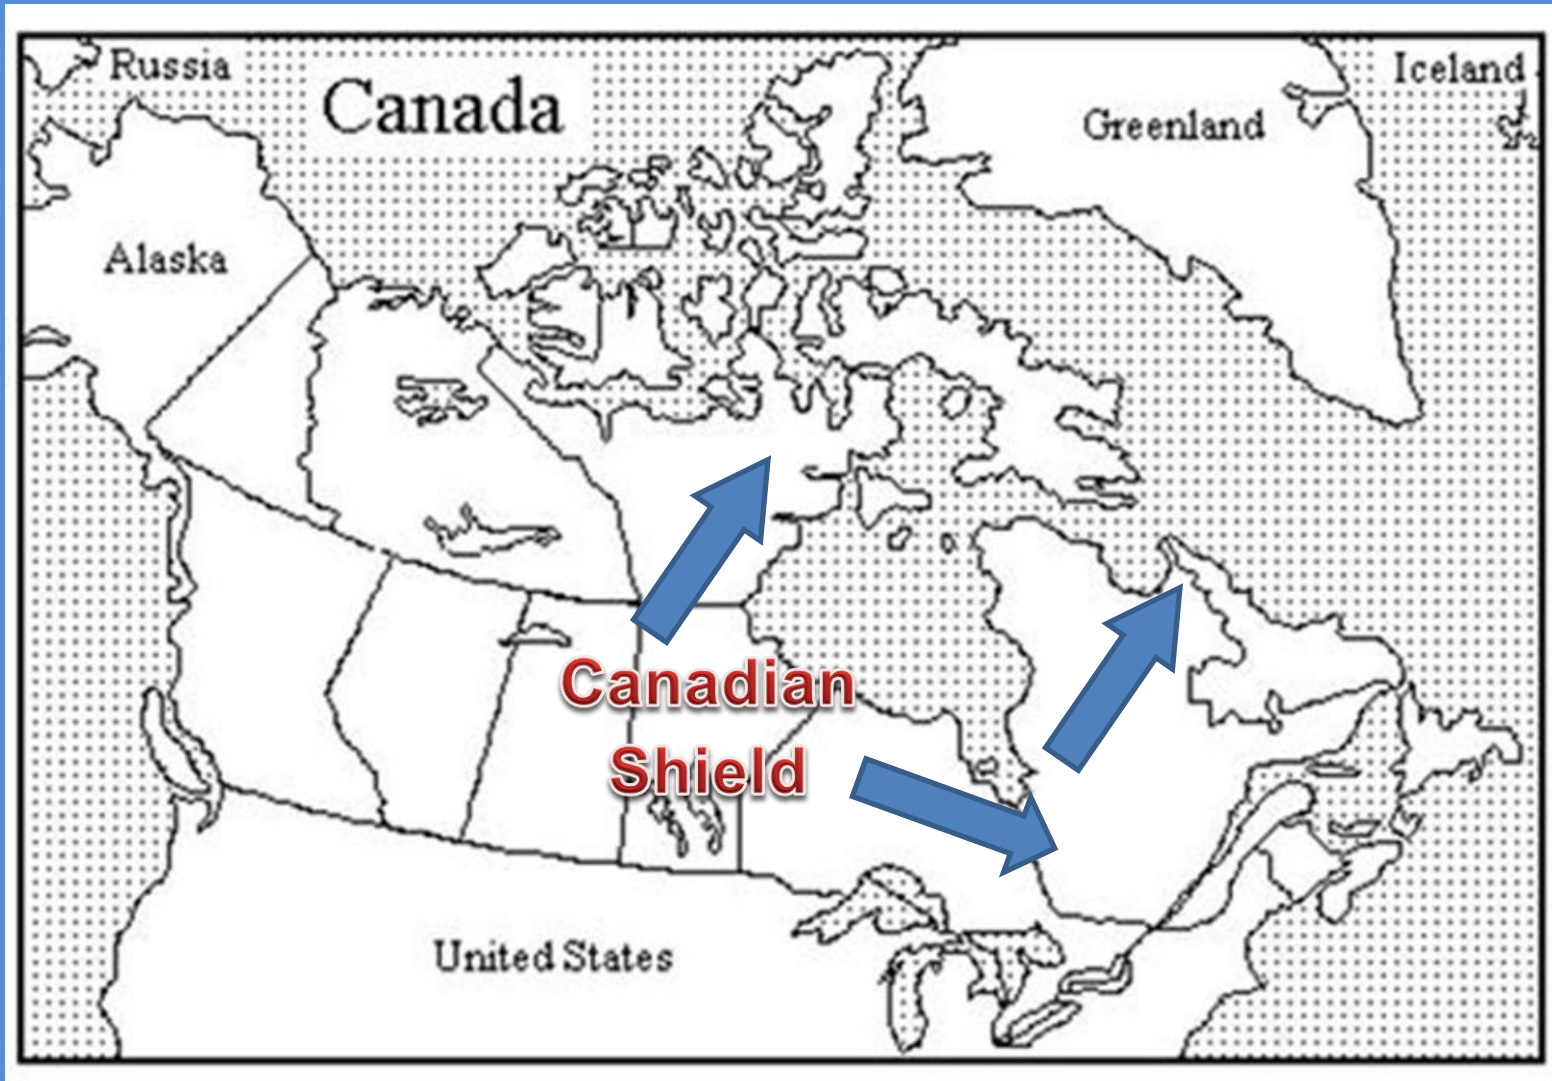 Russia
Iceland
Canada
Greenland
Alaska
Canadian
Shield
United States